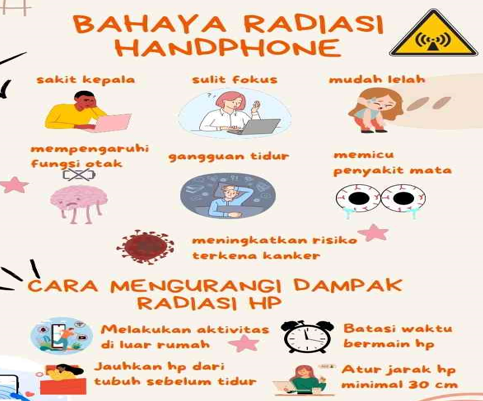 BAHAYA RADIASI
HANDPHONE
sakit kepala
sulit fokus
mudah lelah
mempengaruhi
fungsi otak
gangguan tidur
memicu
penyakit mata
meningkatkan risiko
terkena kanker
CARA MENGURANGI DAMPAK
RADIASI HP
Melakukan aktivitas
di luar rumah
Batasi waktu
bermain hp
Jauhkan hp dari
tubuh sebelum tidur
Atur jarak hp
minimal 30 cm